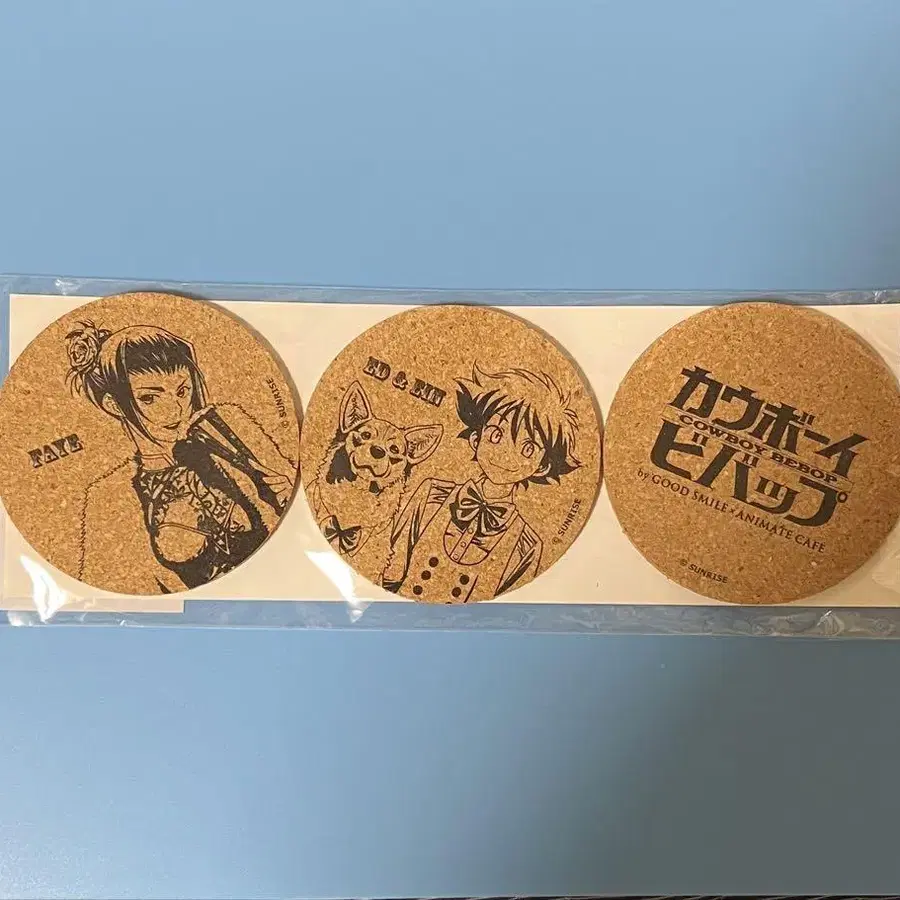 FAYE
© SUNRISE
ED & EIN
© SUNRISE
カウボーイ
COWBOY BEBOP
ビバップ
by GOOD SMILE × ANIMATE CAFE
© SUNRISE